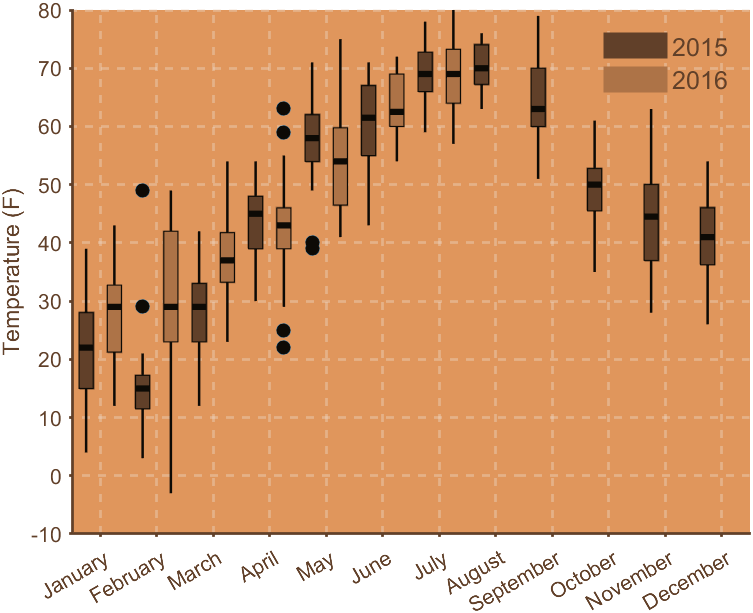 80
70
60
50
40
30
20
10
0
-10
Temperature (F)
2015
2016
January
February
March
April
May
June
July
August
September
October
November
December